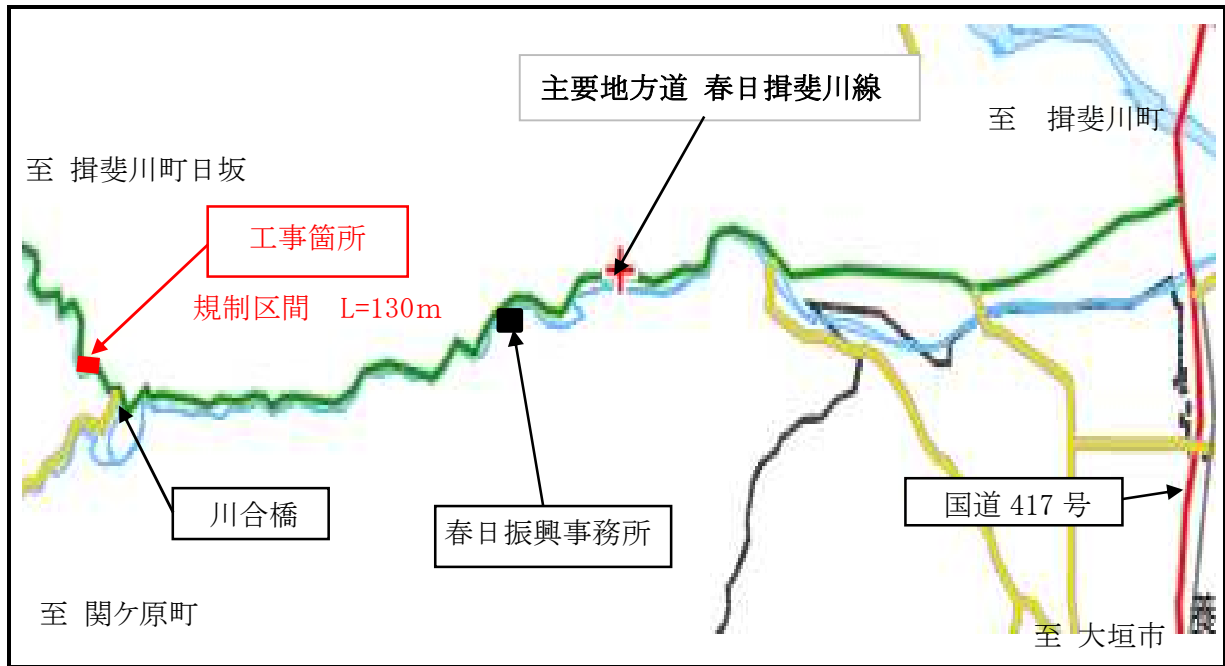 主要地方道 春日揖斐川線
至 揖斐川町
至 揖斐川町日坂
工事箇所
規制区間 L=130m
川合橋
春日振興事務所
国道 417 号
至 関ケ原町
至 大垣市